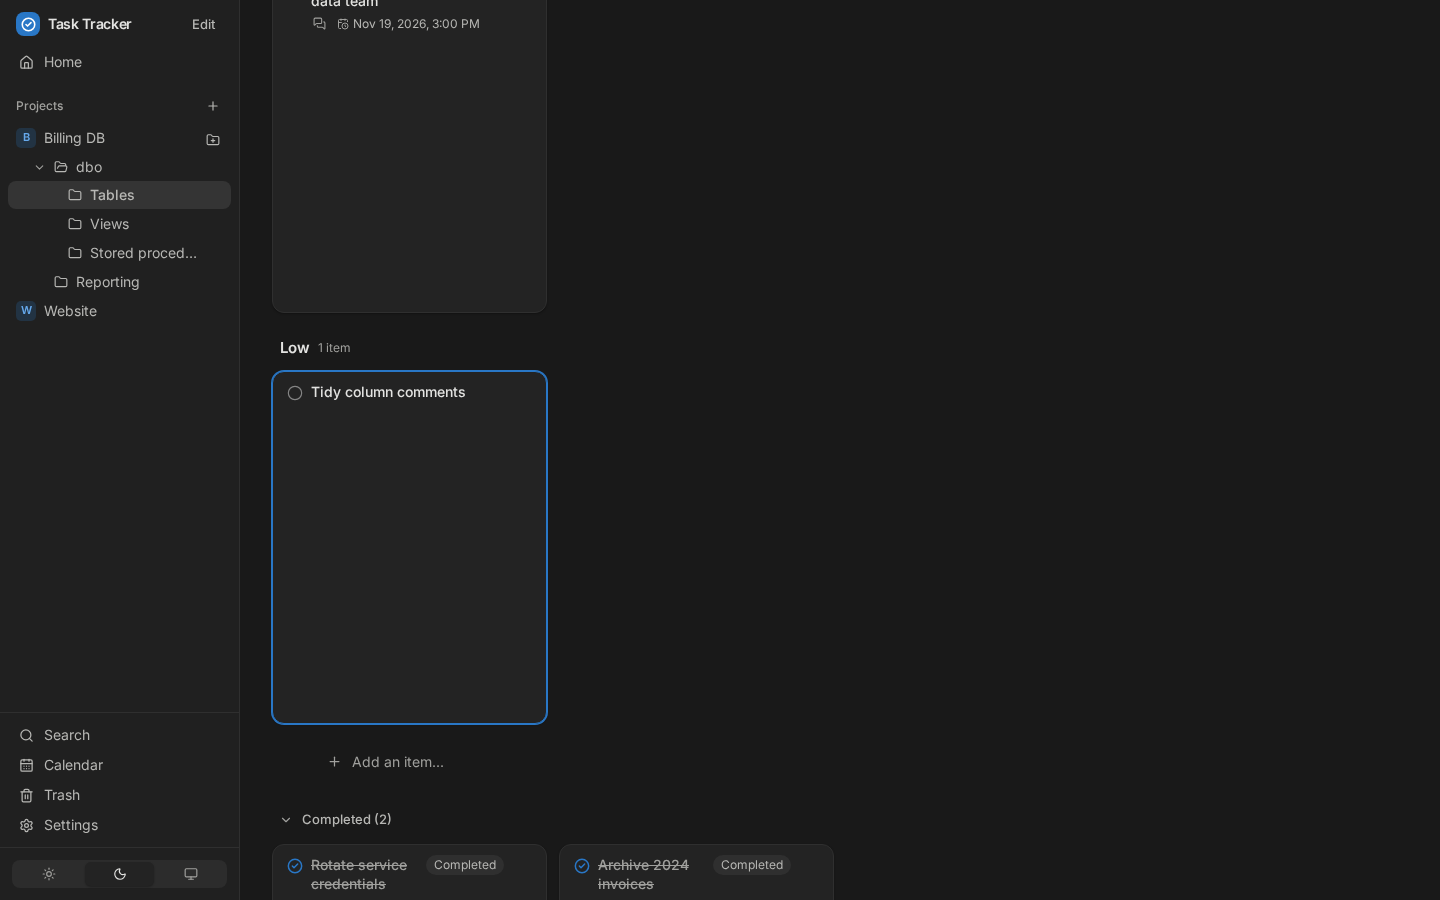 Task Tracker
Edit
Home
Projects
B Billing DB
dbo
Tables
Views
Stored proced...
Reporting
W Website
Search
Calendar
Trash
Settings
data team
Nov 19, 2026, 3:00 PM
Low 1 item
Tidy column comments
Add an item...
Completed (2)
Rotate service
credentials
Completed
Archive 2024
invoices
Completed